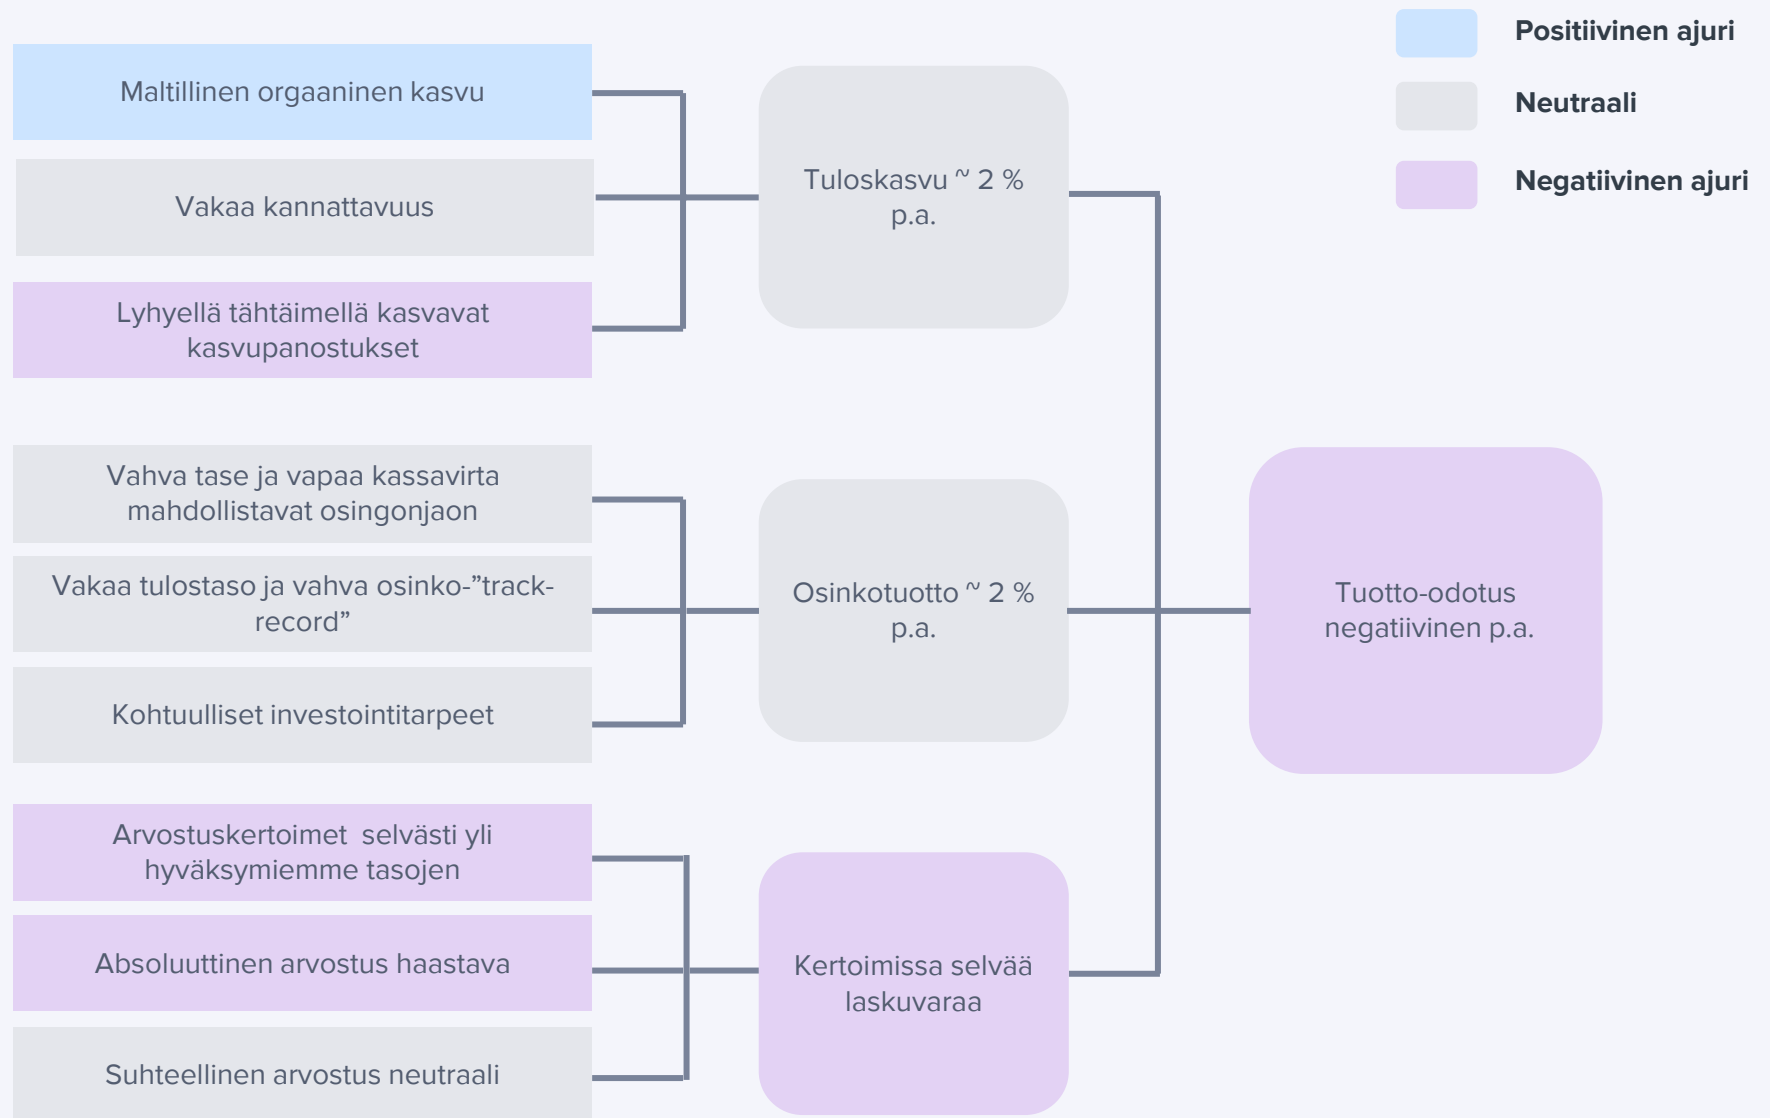 Positiivinen ajuri
Neutraali
Negatiivinen ajuri
Maltillinen orgaaninen kasvu
Vakaa kannattavuus
Lyhyellä tähtäimellä kasvavat
kasvupanostukset
Tuloskasvu ~ 2 %
p.a.
Vahva tase ja vapaa kassavirta
mahdollistavat osingonjaon
Vakaa tulostaso ja vahva osinko-”track-
record”
Kohtuulliset investointitarpeet
Osinkotuotto ~ 2 %
p.a.
Arvostuskertoimet selvästi yli
hyväksymiemme tasojen
Absoluuttinen arvostus haastava
Suhteellinen arvostus neutraali
Kertoimissa selvää
laskuvaraa
Tuotto-odotus
negatiivinen p.a.